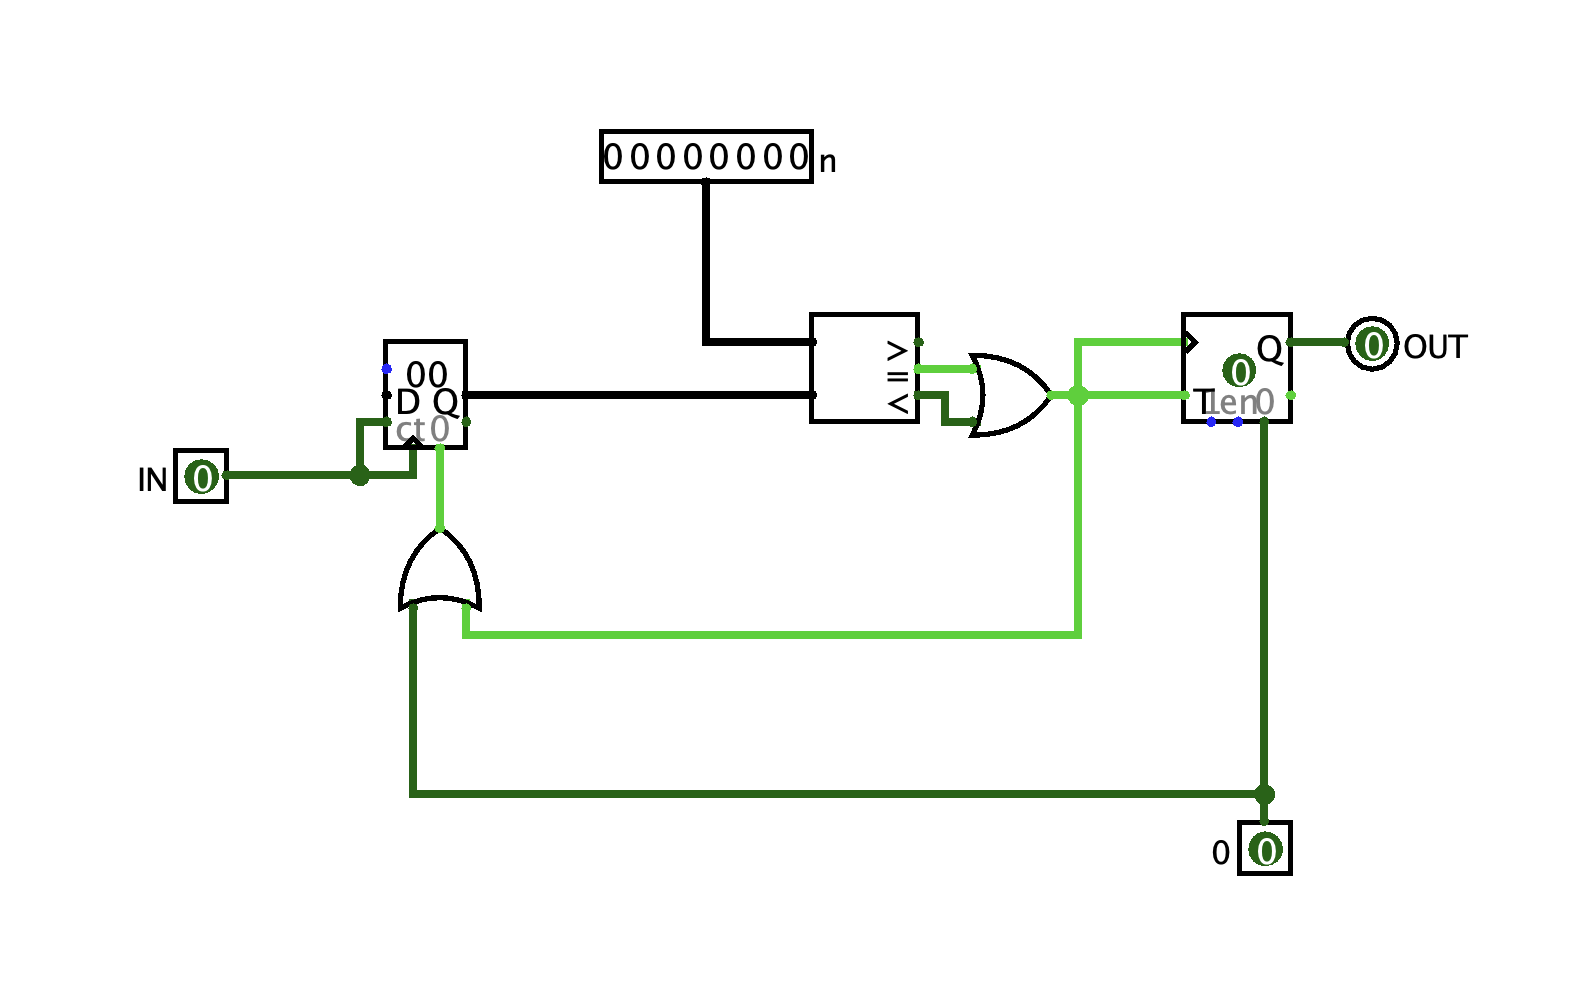 00000000 n
>
=
<
00
D Q
ct 0
IN 0
Q
0
T 1 en 0
0 OUT
0 0